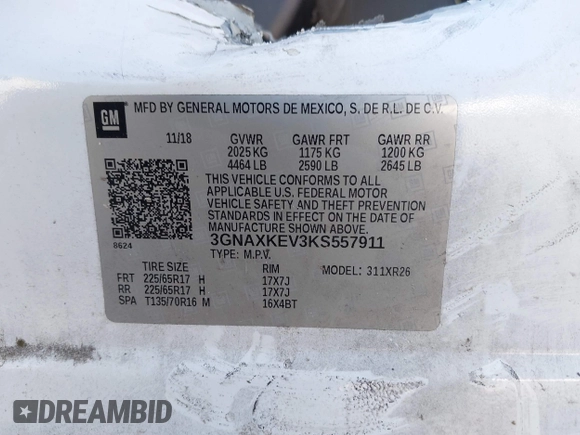 GM
MFD BY GENERAL MOTORS DE MEXICO, S. DE R.L. DE C.V.
11/18 GVWR GAWR FRT GAWR RR
2025 KG 1175 KG 1200 KG
4464 LB 2590 LB 2645 LB
THIS VEHICLE CONFORMS TO ALL
APPLICABLE U.S. FEDERAL MOTOR
VEHICLE SAFETY AND THEFT PREVENTION
STANDARDS IN EFFECT ON THE DATE OF
MANUFACTURE SHOWN ABOVE.
8624
3GNAXKEV3KS557911
TYPE: M.P.V.
TIRE SIZE RIM MODEL: 311XR26
FRT 225/65R17 H 17X7J
RR 225/65R17 H 17X7J
SPA T135/70R16 M 16X4BT
DREAMBID